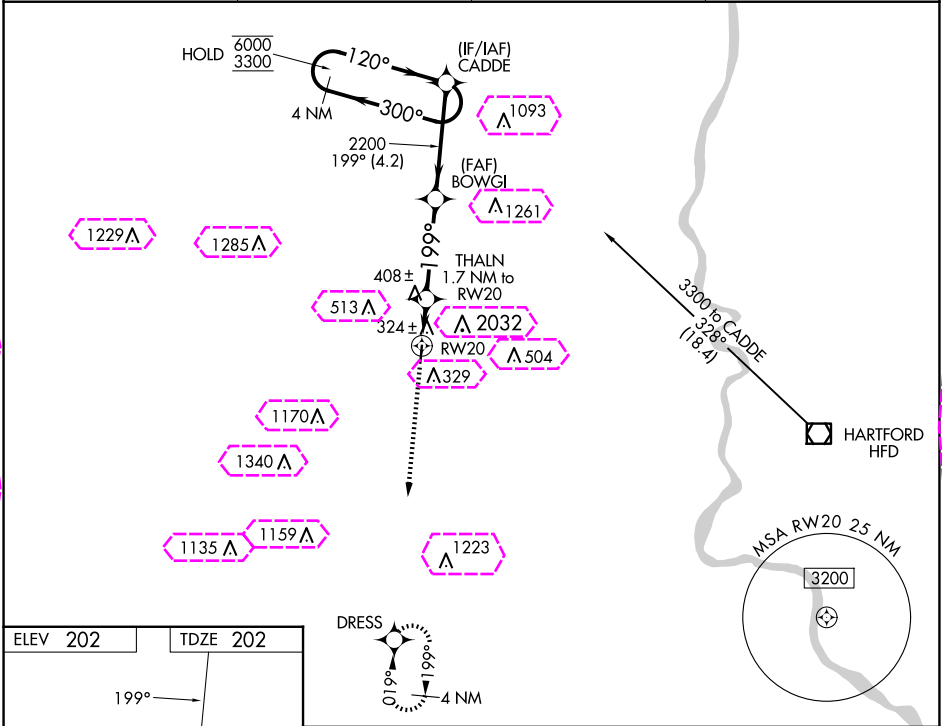 HOLD 6000
3300
120°
(IF/IAF)
CADDE
4 NM
300°
1093
2200
199° (4.2)
(FAF)
BOWGI
1261
1229
1285
199°
THALN
1.7 NM to
RW20
408 ±
513
2032
324 ±
RW20
504
329
3300 to CADDE
328°
(18.4)
1170
HARTFORD
HFD
1340
1159
1135
1223
MSA RW20 25 NM
3200
DRESS
019°
199°
4 NM
ELEV 202
TDZE 202
199°